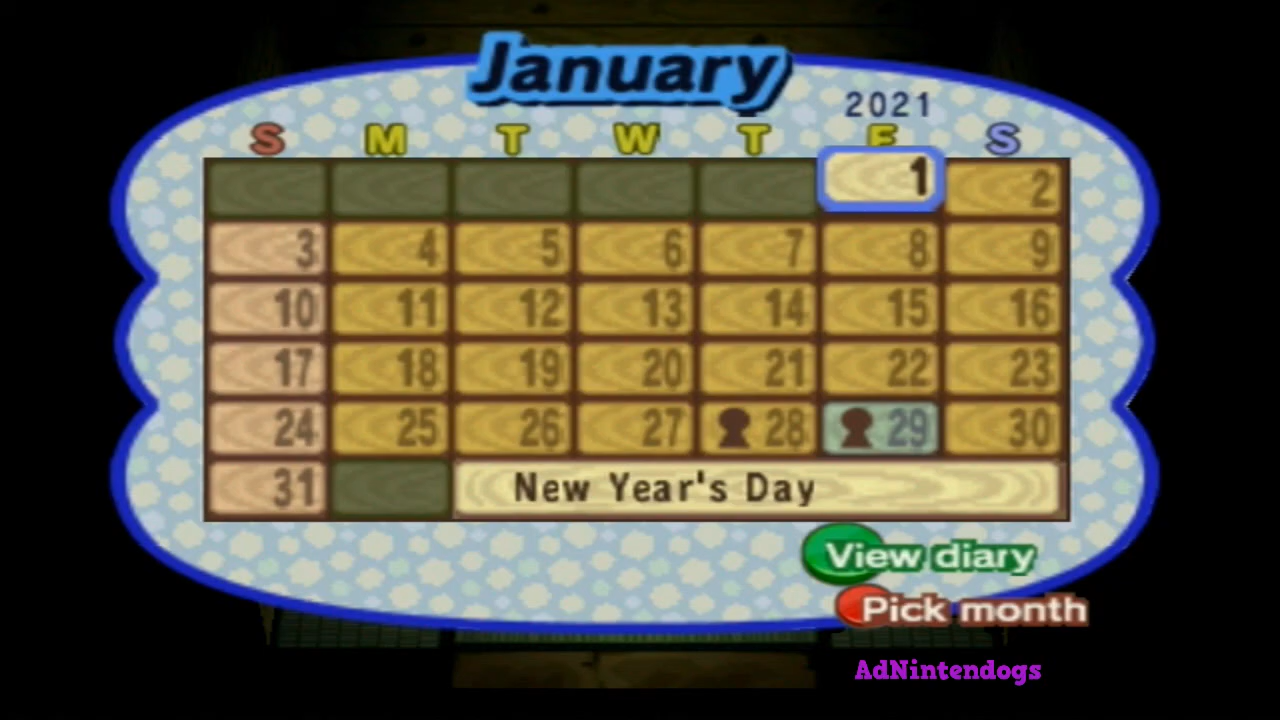 January
2021
S M T W T F S
1 2
3 4 5 6 7 8 9
10 11 12 13 14 15 16
17 18 19 20 21 22 23
24 25 26 27 28 29 30
31 New Year's Day
View diary
Pick month
AdNintendogs